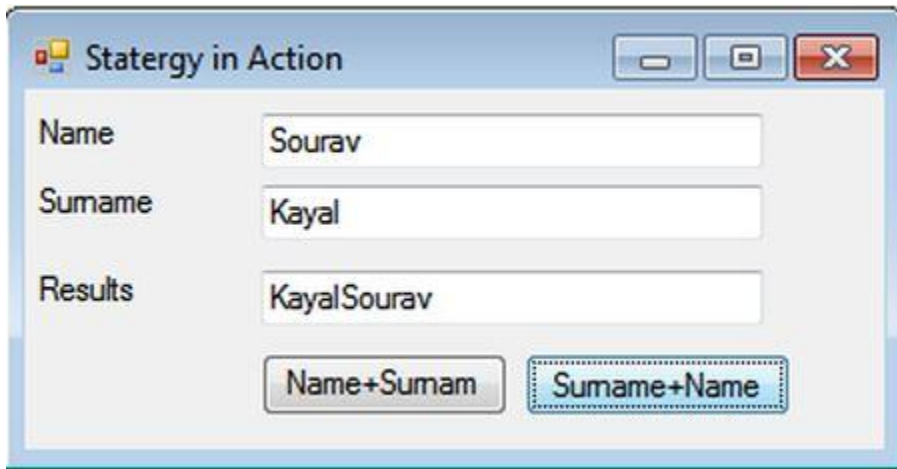 Statergy in Action
Name
Sourav
Surname
Kayal
Results
KayalSourav
Name+Surnam
Surname+Name